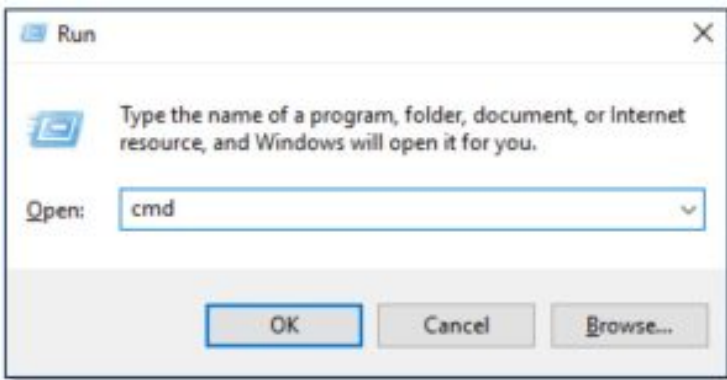 Run
Type the name of a program, folder, document, or Internet
resource, and Windows will open it for you.
Open: cmd
OK Cancel Browse...